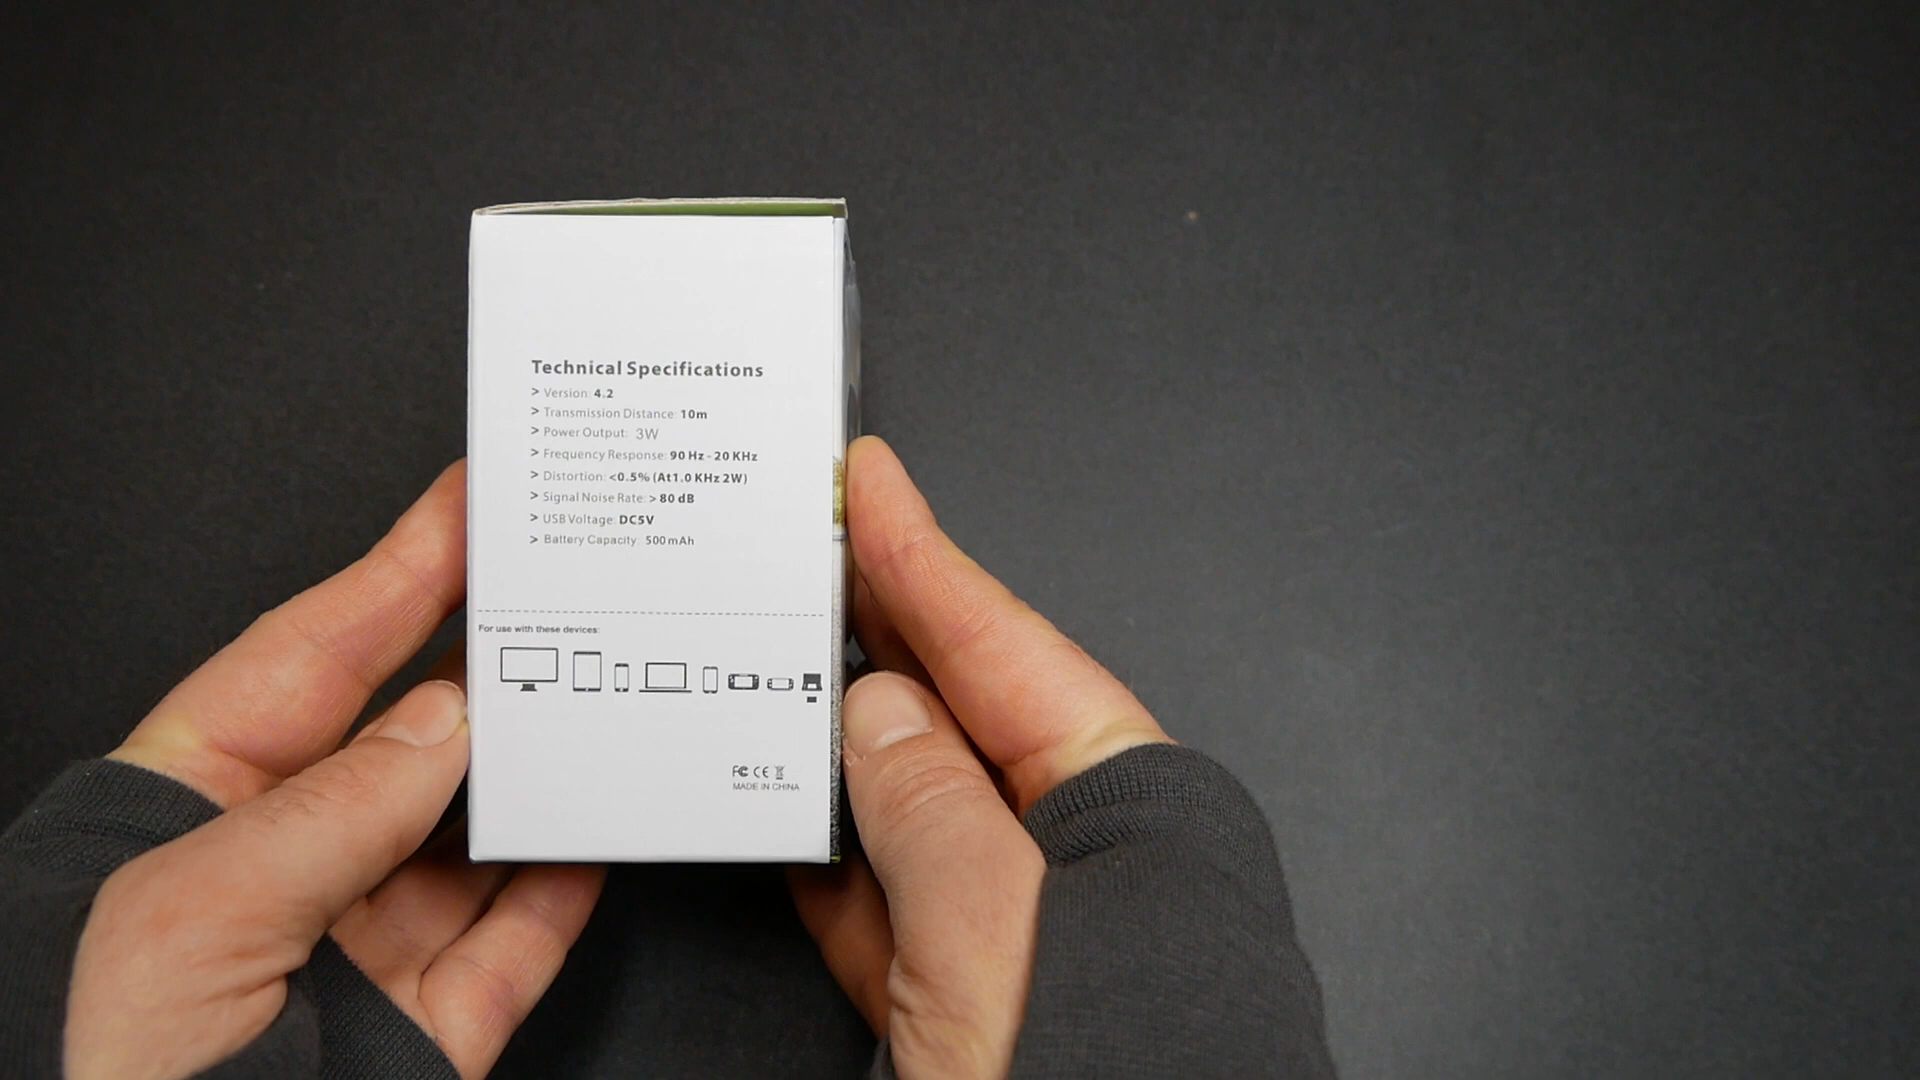 Technical Specifications
> Version: 4.2
> Transmission Distance: 10m
> Power Output: 3W
> Frequency Response: 90 Hz - 20 KHz
> Distortion: <0.5% (At1.0 KHz 2W)
> Signal Noise Rate: > 80 dB
> USB Voltage: DC5V
> Battery Capacity: 500mAh
For use with these devices:
FC CE
MADE IN CHINA